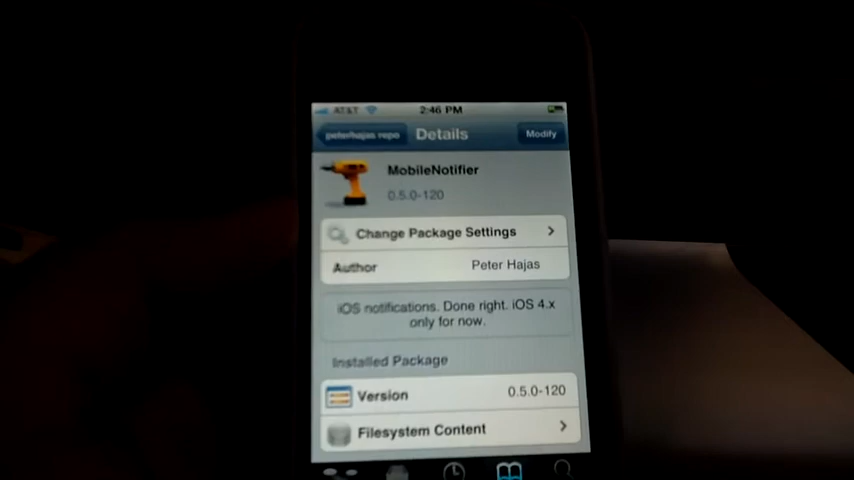 AT&T 2:46 PM
peterhajas repo Details Modify
MobileNotifier
0.5.0-120
Change Package Settings
Author Peter Hajas
iOS notifications. Done right. iOS 4.x
only for now.
Installed Package
Version 0.5.0-120
Filesystem Content